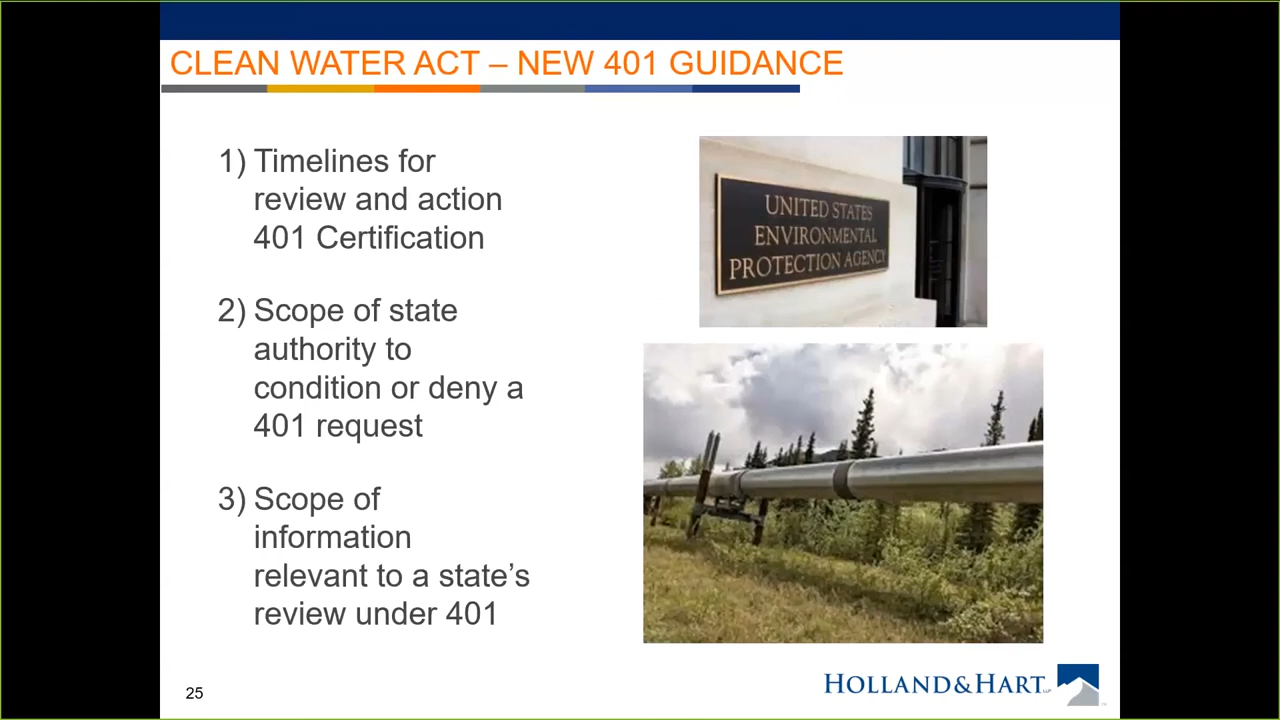 CLEAN WATER ACT – NEW 401 GUIDANCE
1) Timelines for
review and action
401 Certification
2) Scope of state
authority to
condition or deny a
401 request
3) Scope of
information
relevant to a state's
review under 401
UNITED STATES
ENVIRONMENTAL
PROTECTION AGENCY
25
HOLLAND&HART LLP